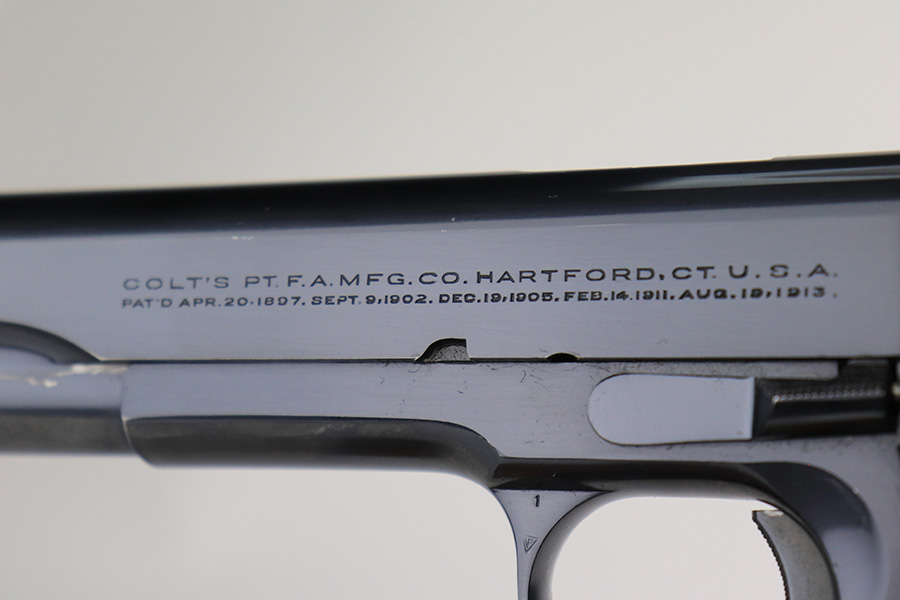 COLT'S PT. F.A. MFG. CO. HARTFORD, CT. U.S.A.
PAT'D APR. 20. 1897. SEPT. 9, 1902. DEC. 19, 1905. FEB. 14. 1911. AUG. 19, 1913.
1
VP